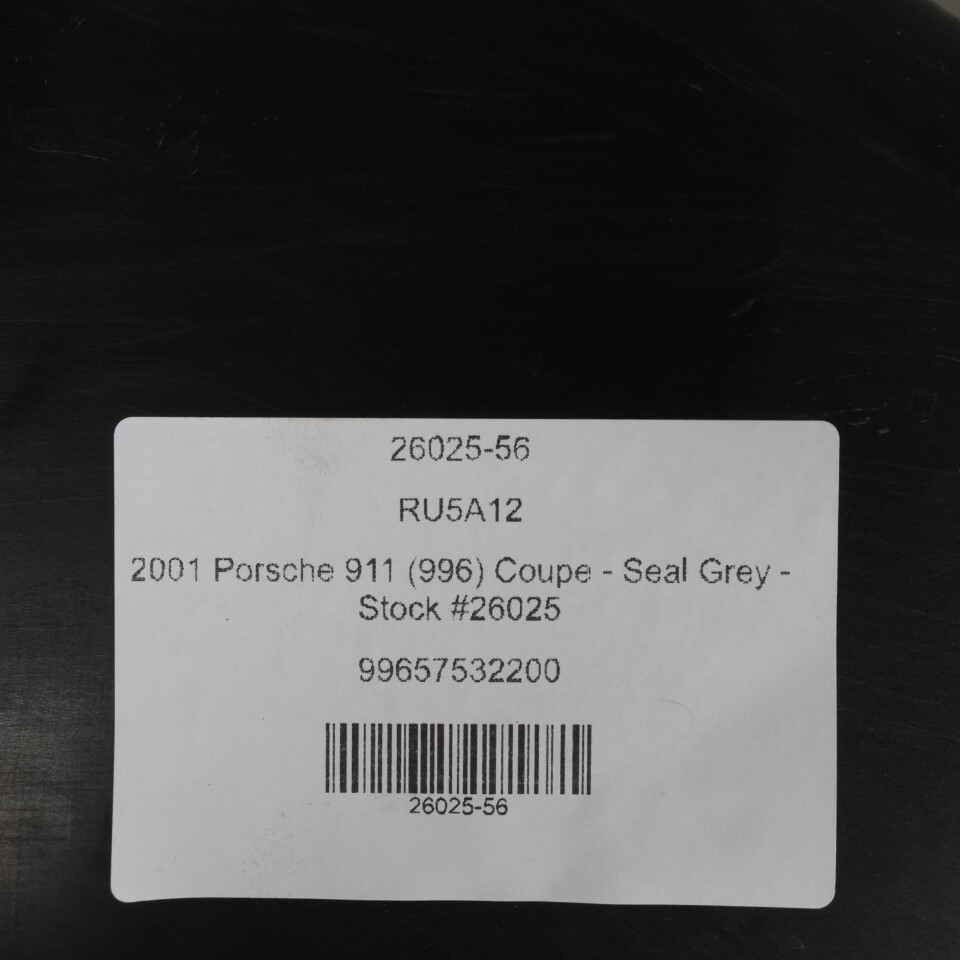 26025-56
RU5A12
2001 Porsche 911 (996) Coupe - Seal Grey -
Stock #26025
99657532200
26025-56